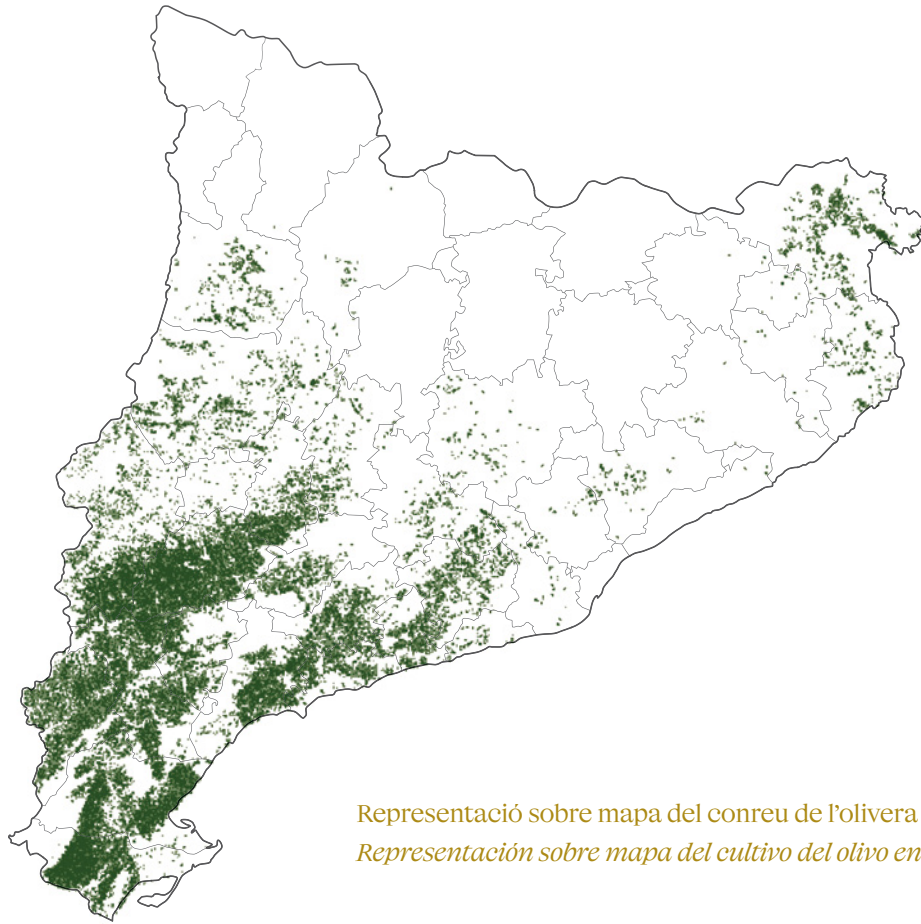 Representació sobre mapa del conreu de l'olivera
Representación sobre mapa del cultivo del olivo en